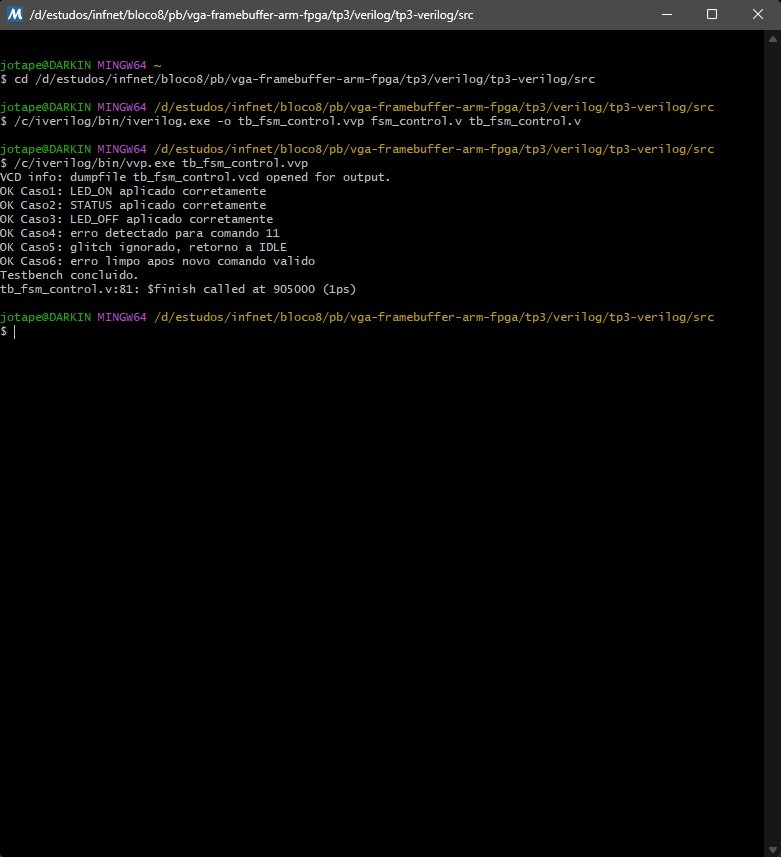 /d/estudos/infnet/bloco8/pb/vga-framebuffer-arm-fpga/tp3/verilog/tp3-verilog/src
jotape@DARKIN MINGW64 ~
$ cd /d/estudos/infnet/bloco8/pb/vga-framebuffer-arm-fpga/tp3/verilog/tp3-verilog/src
jotape@DARKIN MINGW64 /d/estudos/infnet/bloco8/pb/vga-framebuffer-arm-fpga/tp3/verilog/tp3-verilog/src
$ /c/iverilog/bin/iverilog.exe -o tb_fsm_control.vvp fsm_control.v tb_fsm_control.v
jotape@DARKIN MINGW64 /d/estudos/infnet/bloco8/pb/vga-framebuffer-arm-fpga/tp3/verilog/tp3-verilog/src
$ /c/iverilog/bin/vvp.exe tb_fsm_control.vvp
VCD info: dumpfile tb_fsm_control.vcd opened for output.
OK Caso1: LED_ON aplicado corretamente
OK Caso2: STATUS aplicado corretamente
OK Caso3: LED_OFF aplicado corretamente
OK Caso4: erro detectado para comando 11
OK Caso5: glitch ignorado, retorno a IDLE
OK Caso6: erro limpo apos novo comando valido
Testbench concluido.
tb_fsm_control.v:81: $finish called at 905000 (1ps)
jotape@DARKIN MINGW64 /d/estudos/infnet/bloco8/pb/vga-framebuffer-arm-fpga/tp3/verilog/tp3-verilog/src
$